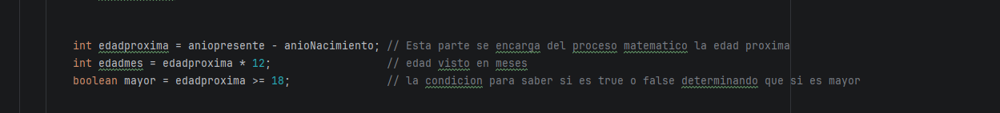 int edadproxima = aniopresente - anioNacimiento; // Esta parte se encarga del proceso matematico la edad proxima
int edadmes = edadproxima * 12;                  // edad visto en meses
boolean mayor = edadproxima >= 18;               // la condicion para saber si es true o false determinando que si es mayor